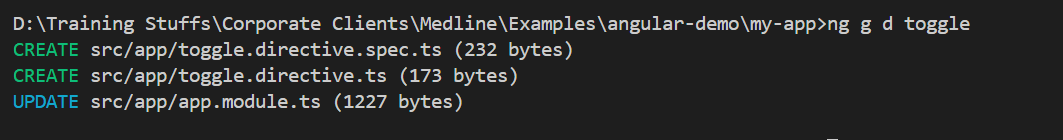 D:\Training Stuffs\Corporate Clients\Medline\Examples\angular-demo\my-app>ng g d toggle
CREATE src/app/toggle.directive.spec.ts (232 bytes)
CREATE src/app/toggle.directive.ts (173 bytes)
UPDATE src/app/app.module.ts (1227 bytes)